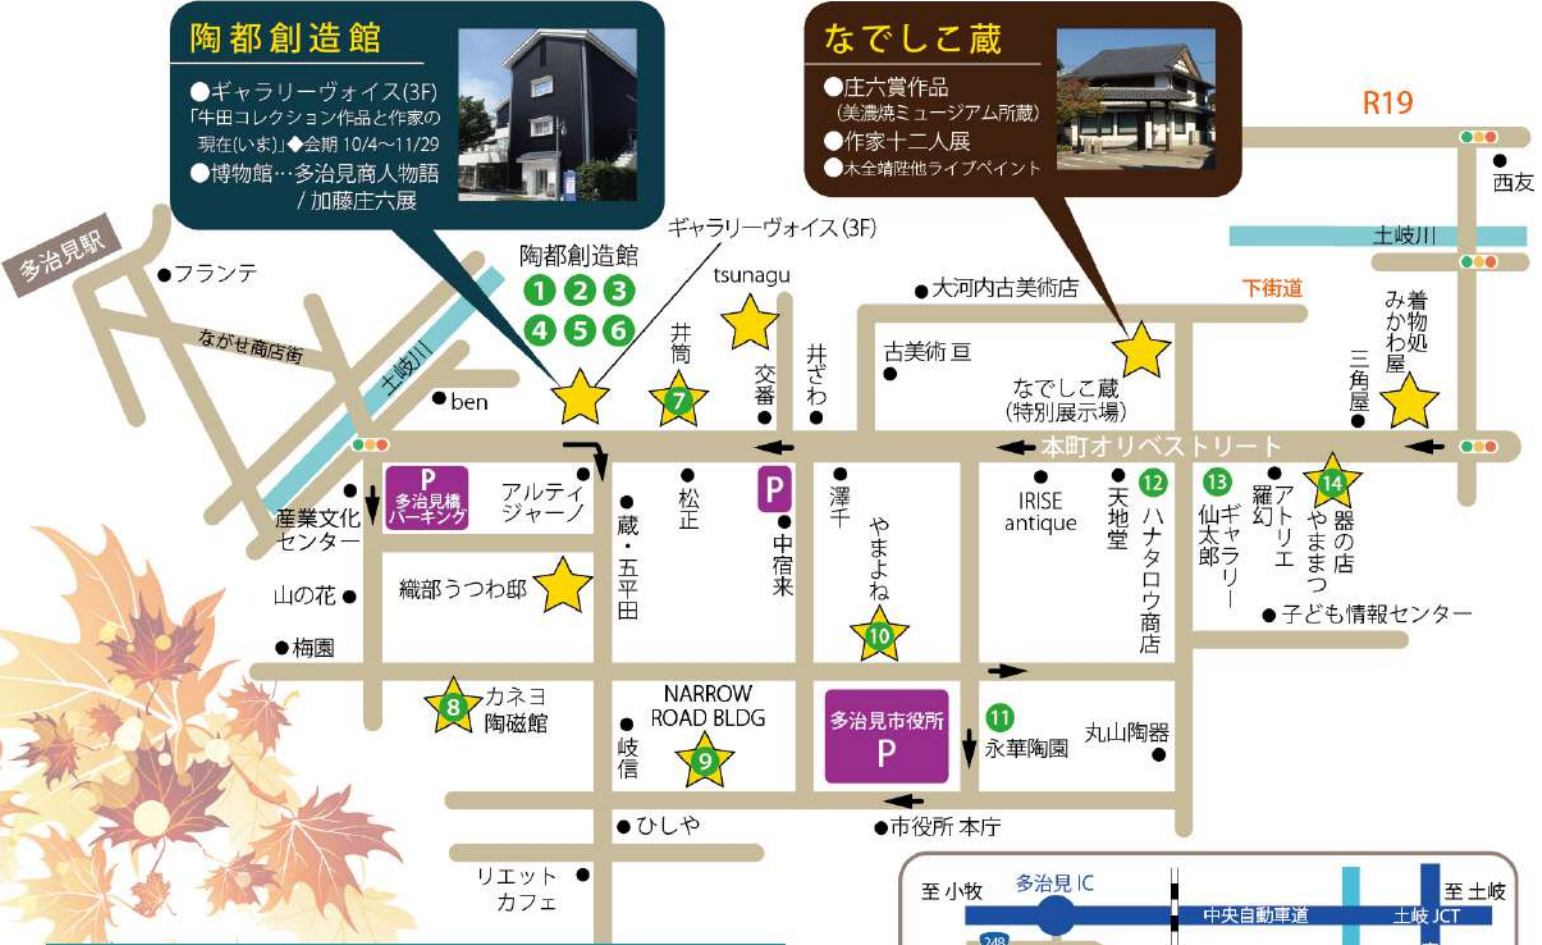 陶都創造館
●ギャラリーヴォイス(3F)
「牛田コレクション作品と作家の
現在(いま)」◆会期 10/4〜11/29
●博物館…多治見商人物語
/ 加藤庄六展
なでしこ蔵
●庄六賞作品
(美濃焼ミュージアム所蔵)
●作家十二人展
●木全靖陛他ライブペイント
R19
西友
土岐川
多治見駅
フランテ
ながせ商店街
土岐川
陶都創造館
1 2 3
4 5 6
ギャラリーヴォイス(3F)
tsunagu
井筒
7
交番
井ざわ
大河内古美術店
下街道
古美術 亘
なでしこ蔵
(特別展示場)
三角屋
着物処
みかわ屋
ben
本町オリベストリート
産業文化
センター
P
多治見橋
パーキング
アルティ
ジャーノ
蔵・五平田
松正
P
中宿来
澤千
やまよね
10
IRISE
antique
天地堂
12
ハナタロウ商店
13
ギャラリー
仙太郎
アトリエ
羅幻
14
器の店
やままつ
山の花
織部うつわ邸
子ども情報センター
梅園
8
カネヨ
陶磁館
NARROW
ROAD BLDG
9
岐信
多治見市役所
P
11
永華陶園
丸山陶器
ひしや
市役所 本庁
リエット
カフェ
至 小牧
多治見 IC
中央自動車道
至 土岐
土岐 JCT
248